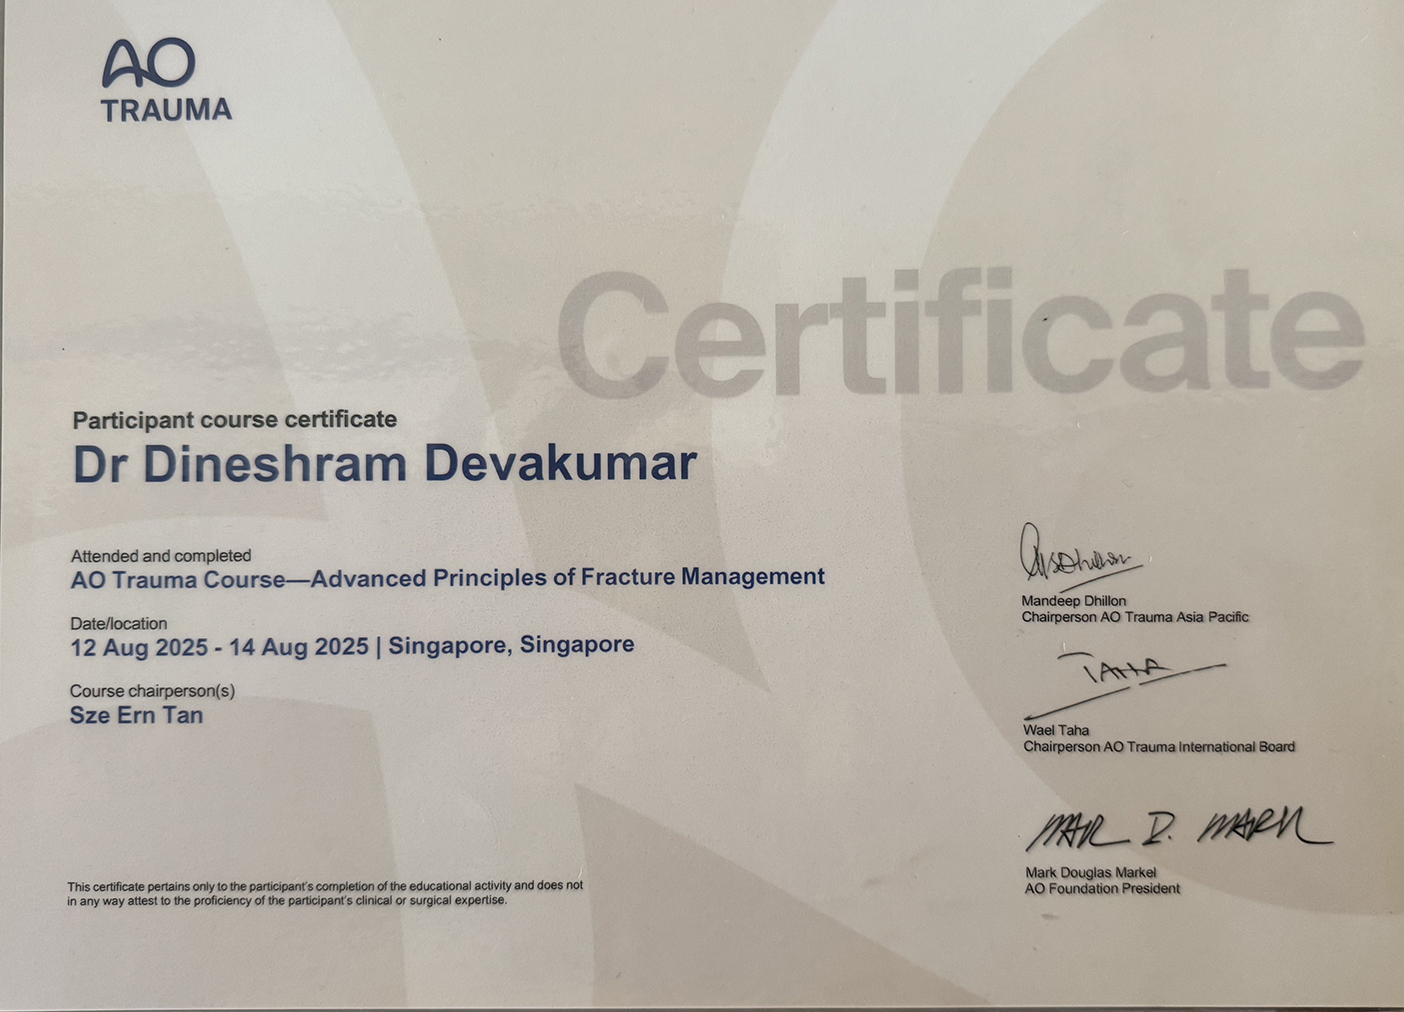 AO
TRAUMA
Certificate
Participant course certificate
Dr Dineshram Devakumar
Attended and completed
AO Trauma Course—Advanced Principles of Fracture Management
Date/location
12 Aug 2025 - 14 Aug 2025 | Singapore, Singapore
Course chairperson(s)
Sze Ern Tan
Mandeep Dhillon
Chairperson AO Trauma Asia Pacific
TAHA
Wael Taha
Chairperson AO Trauma International Board
Mark Douglas Markel
AO Foundation President
This certificate pertains only to the participant's completion of the educational activity and does not
in any way attest to the proficiency of the participant's clinical or surgical expertise.